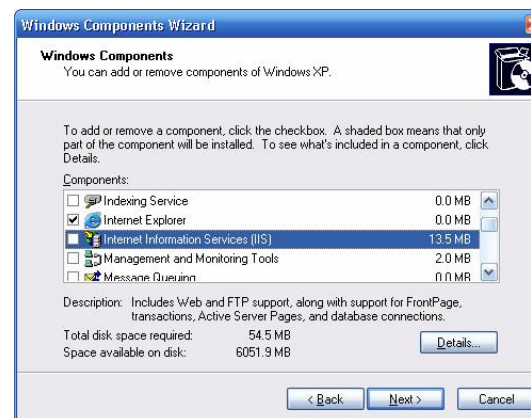 Windows Components Wizard
Windows Components
You can add or remove components of Windows XP.
To add or remove a component, click the checkbox. A shaded box means that only
part of the component will be installed. To see what's included in a component, click
Details.
Components:
Indexing Service 0.0 MB
Internet Explorer 0.0 MB
Internet Information Services (IIS) 13.5 MB
Management and Monitoring Tools 2.0 MB
Message Queuing 0.0 MB
Description: Includes Web and FTP support, along with support for FrontPage,
transactions, Active Server Pages, and database connections.
Total disk space required: 54.5 MB
Space available on disk: 6051.9 MB
Details...
< Back Next > Cancel